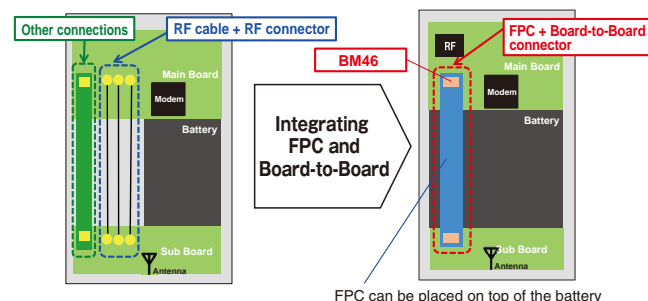 Other connections
RF cable + RF connector
Main Board
Modem
Battery
Sub Board
Antenna
Integrating
FPC and
Board-to-Board
FPC + Board-to-Board
connector
RF
BM46
Main Board
Modem
Battery
Sub Board
Antenna
FPC can be placed on top of the battery